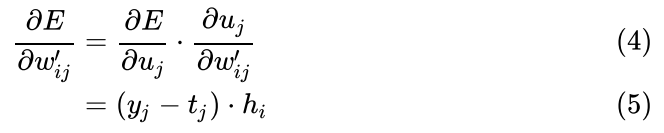 ∂E/∂w′ᵢⱼ = ∂E/∂uⱼ · ∂uⱼ/∂w′ᵢⱼ (4)
= (yⱼ − tⱼ) · hᵢ (5)